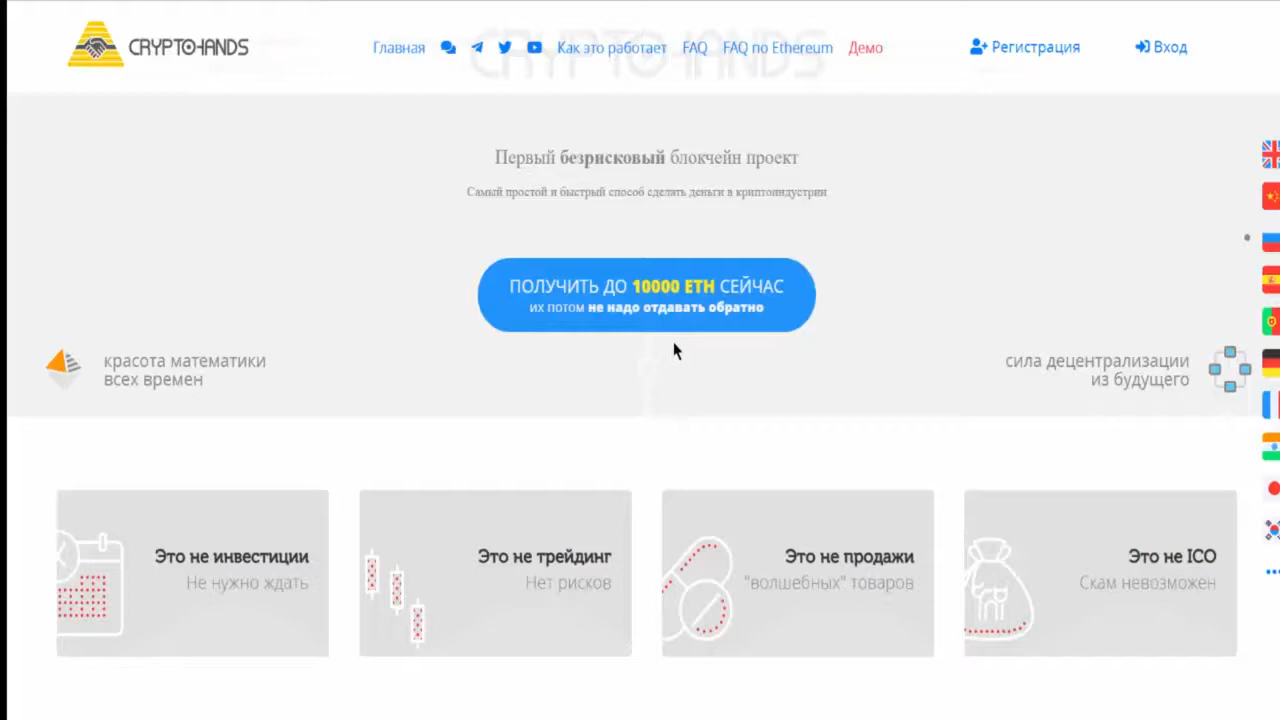 CRYPTOHANDS
Главная
Как это работает
FAQ
FAQ по Ethereum
Демо
Регистрация
Вход
CRYPTOHANDS
Первый безрисковый блокчейн проект
Самый простой и быстрый способ сделать деньги в криптоиндустрии
ПОЛУЧИТЬ ДО 10000 ETH СЕЙЧАС
их потом не надо отдавать обратно
красота математики
всех времен
сила децентрализации
из будущего
Это не инвестиции
Не нужно ждать
Это не трейдинг
Нет рисков
Это не продажи
"волшебных" товаров
Это не ICO
Скам невозможен